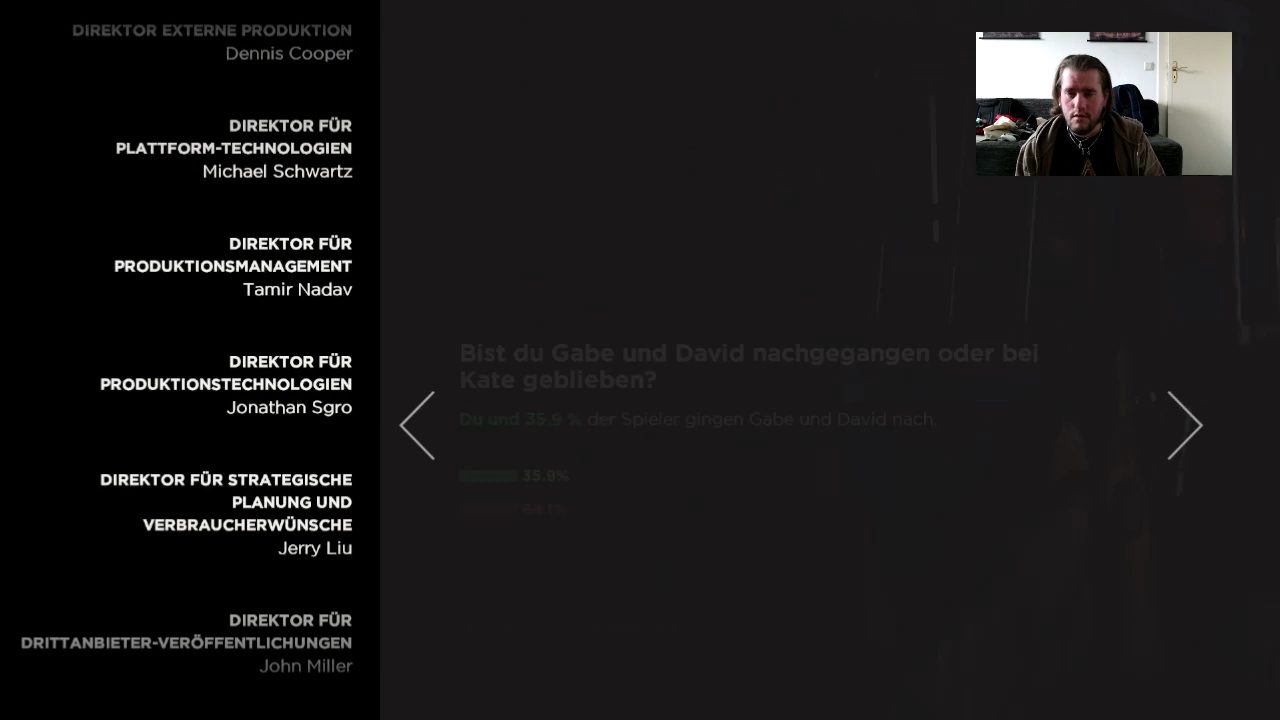 DIREKTOR EXTERNE PRODUKTION
Dennis Cooper
DIREKTOR FÜR
PLATTFORM-TECHNOLOGIEN
Michael Schwartz
DIREKTOR FÜR
PRODUKTIONSMANAGEMENT
Tamir Nadav
DIREKTOR FÜR
PRODUKTIONSTECHNOLOGIEN
Jonathan Sgro
DIREKTOR FÜR STRATEGISCHE
PLANUNG UND
VERBRAUCHERWÜNSCHE
Jerry Liu
DIREKTOR FÜR
DRITTANBIETER-VERÖFFENTLICHUNGEN
John Miller
Bist du Gabe und David nachgegangen oder bei
Kate geblieben?
Du und 35.9 % der Spieler gingen Gabe und David nach.
35.9%
64.1%